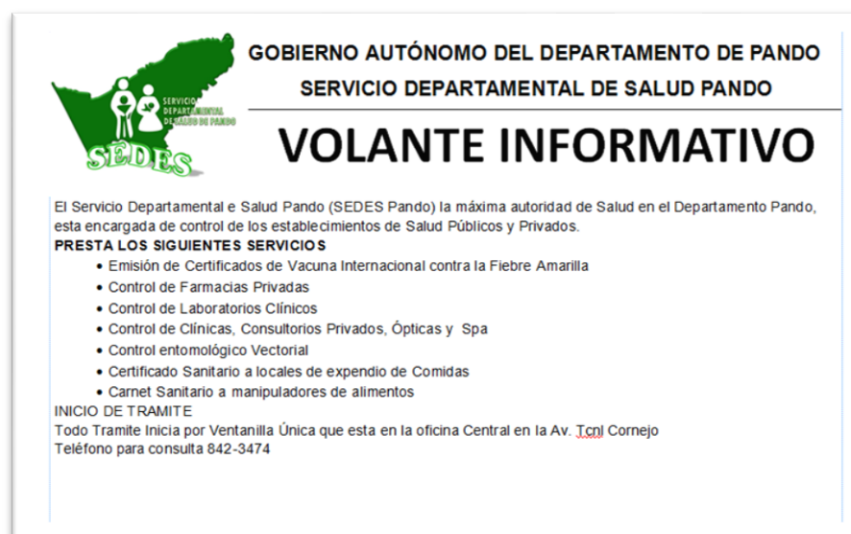 SERVICIO
DEPARTAMENTAL
DE SALUD DE PANDO
SEDES
GOBIERNO AUTÓNOMO DEL DEPARTAMENTO DE PANDO
SERVICIO DEPARTAMENTAL DE SALUD PANDO
VOLANTE INFORMATIVO
El Servicio Departamental e Salud Pando (SEDES Pando) la máxima autoridad de Salud en el Departamento Pando,
esta encargada de control de los establecimientos de Salud Públicos y Privados.
PRESTA LOS SIGUIENTES SERVICIOS
• Emisión de Certificados de Vacuna Internacional contra la Fiebre Amarilla
• Control de Farmacias Privadas
• Control de Laboratorios Clínicos
• Control de Clínicas, Consultorios Privados, Ópticas y Spa
• Control entomológico Vectorial
• Certificado Sanitario a locales de expendio de Comidas
• Carnet Sanitario a manipuladores de alimentos
INICIO DE TRAMITE
Todo Tramite Inicia por Ventanilla Única que esta en la oficina Central en la Av. Tcnl Cornejo
Teléfono para consulta 842-3474